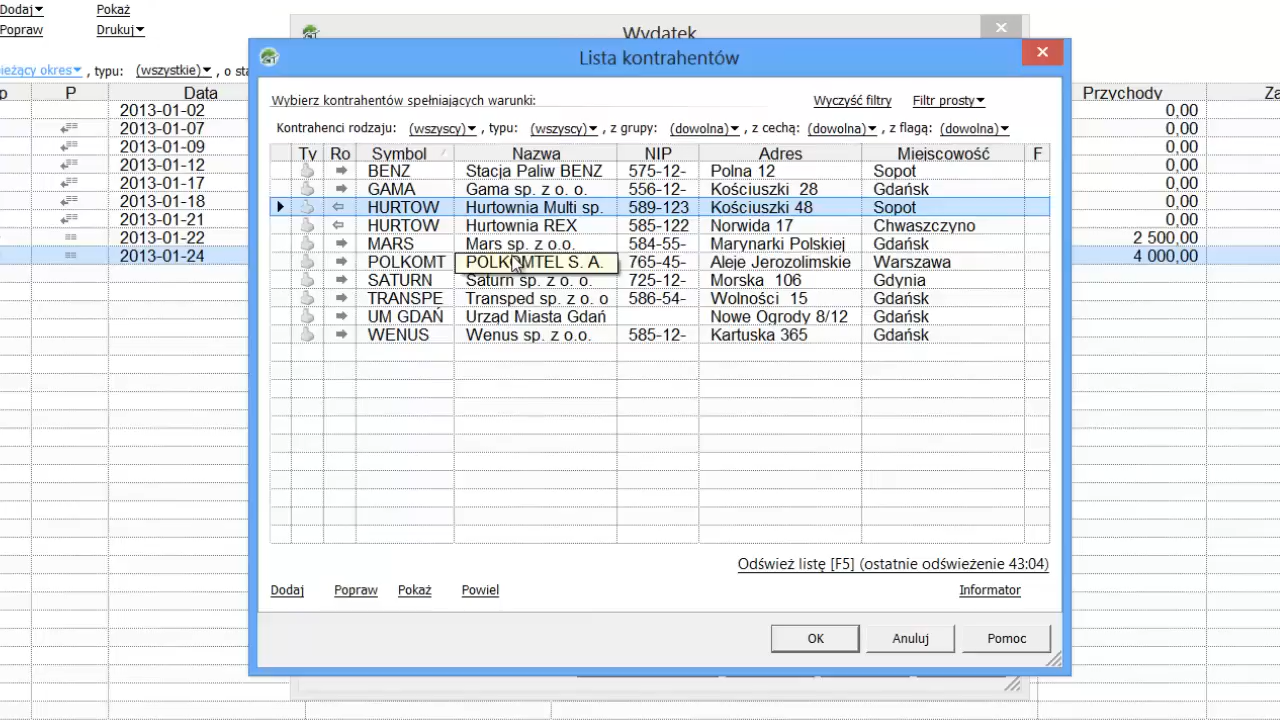 Dodaj Pokaż
Popraw Drukuj
Wydatek
Lista kontrahentów
, typu: (wszystkie)
P Data
Przychody
Wybierz kontrahentów spełniających warunki: Wyczyść filtry Filtr prosty
Kontrahenci rodzaju: (wszyscy) , typu: (wszyscy) , z grupy: (dowolna) , z cechą: (dowolna) , z flagą: (dowolna)
Ty Ro Symbol Nazwa NIP Adres Miejscowość F
BENZ Stacja Paliw BENZ 575-12- Polna 12 Sopot
GAMA Gama sp. z o. o. 556-12- Kościuszki 28 Gdańsk
HURTOW Hurtownia Multi sp. 589-123 Kościuszki 48 Sopot
HURTOW Hurtownia REX 585-122 Norwida 17 Chwaszczyno
MARS Mars sp. z o.o. 584-55- Marynarki Polskiej Gdańsk
POLKOMT POLKOMTEL S. A. 765-45- Aleje Jerozolimskie Warszawa
SATURN Saturn sp. z o. o. 725-12- Morska 106 Gdynia
TRANSPE Transped sp. z o. o 586-54- Wolności 15 Gdańsk
UM GDAŃ Urząd Miasta Gdań Nowe Ogrody 8/12 Gdańsk
WENUS Wenus sp. z o.o. 585-12- Kartuska 365 Gdańsk
2013-01-02 0,00
2013-01-07 0,00
2013-01-09 0,00
2013-01-12 0,00
2013-01-17 0,00
2013-01-18 0,00
2013-01-21 0,00
2013-01-22 2 500,00
2013-01-24 4 000,00
Odśwież listę [F5] (ostatnie odświeżenie 43:04)
Dodaj Popraw Pokaż Powiel Informator
OK Anuluj Pomoc